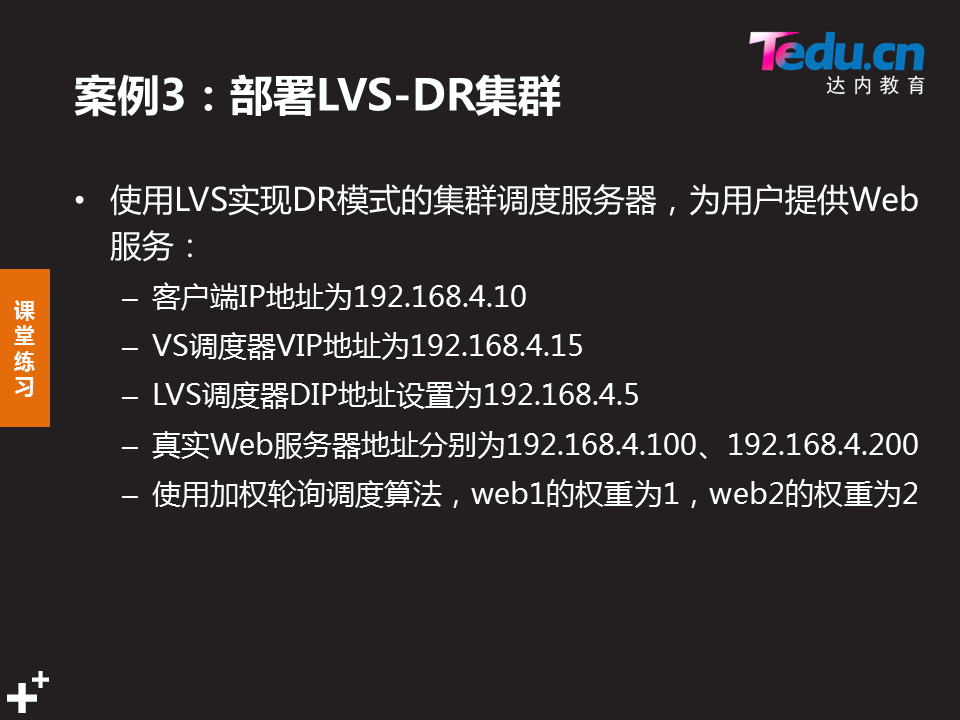 Tedu.cn
达内教育
案例3：部署LVS-DR集群
• 使用LVS实现DR模式的集群调度服务器，为用户提供Web
服务：
– 客户端IP地址为192.168.4.10
– VS调度器VIP地址为192.168.4.15
– LVS调度器DIP地址设置为192.168.4.5
– 真实Web服务器地址分别为192.168.4.100、192.168.4.200
– 使用加权轮询调度算法，web1的权重为1，web2的权重为2
课
堂
练
习